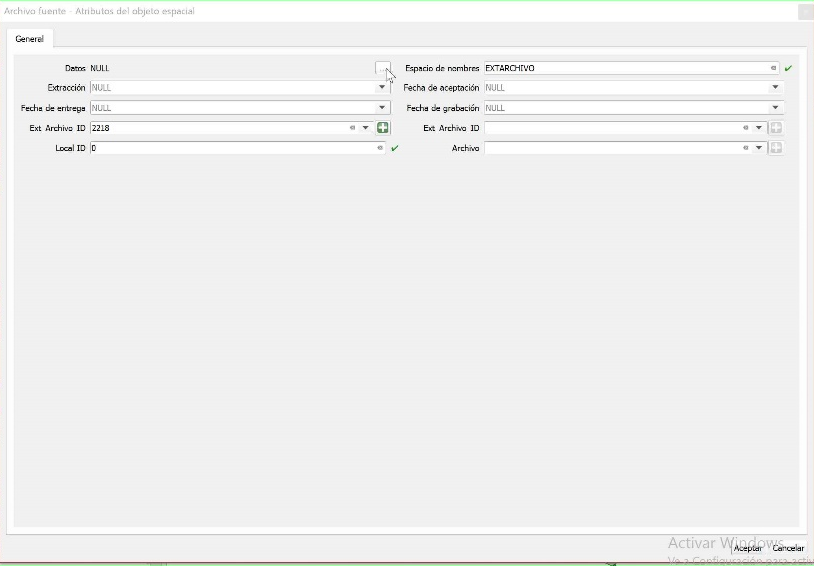 Archivo fuente - Atributos del objeto espacial
General
Datos NULL ... Espacio de nombres EXTARCHIVO
Extracción NULL Fecha de aceptación NULL
Fecha de entrega NULL Fecha de grabación NULL
Ext Archivo ID 2218 Ext Archivo ID
Local ID 0 Archivo
Activar Windows
Aceptar Cancelar
Ve a Configuración para activ